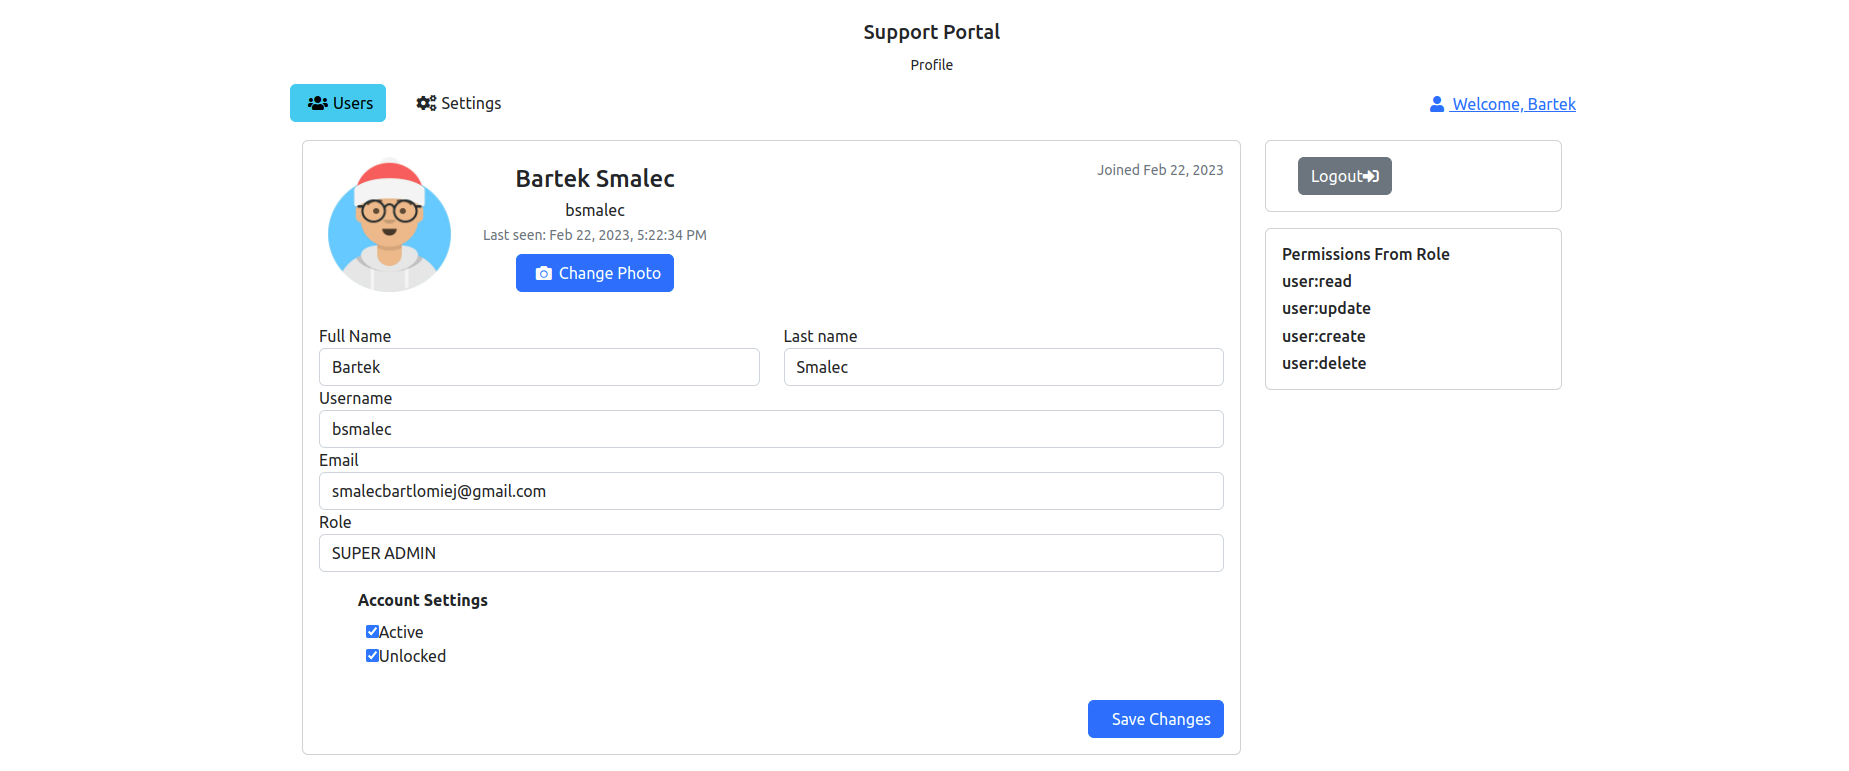 Support Portal
Profile
Users
Settings
Welcome, Bartek
Bartek Smalec
bsmalec
Last seen: Feb 22, 2023, 5:22:34 PM
Change Photo
Joined Feb 22, 2023
Full Name
Last name
Bartek
Smalec
Username
bsmalec
Email
smalecbartlomiej@gmail.com
Role
SUPER ADMIN
Account Settings
Active
Unlocked
Save Changes
Logout
Permissions From Role
user:read
user:update
user:create
user:delete